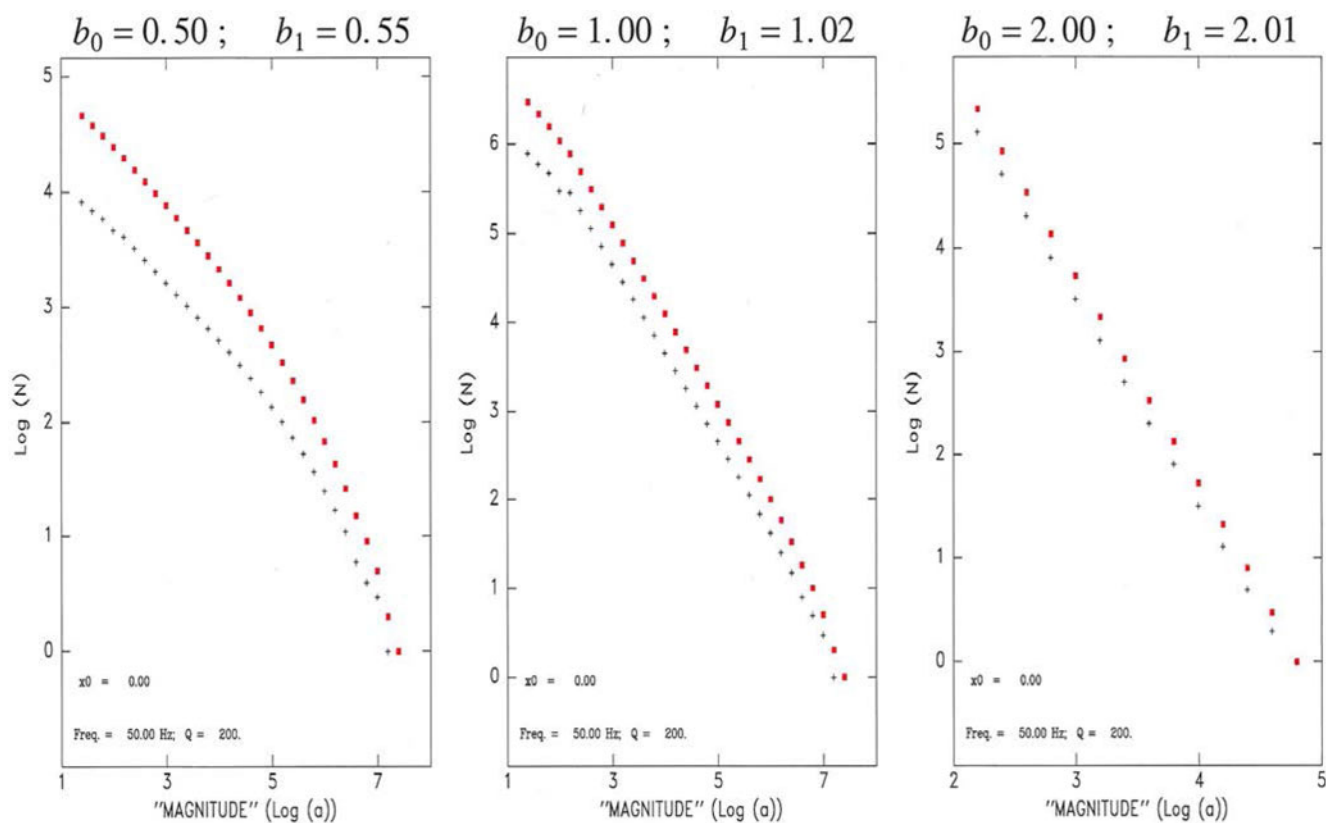 b₀ = 0.50 ; b₁ = 0.55
5
4
3
2
1
0
Log (N)
x0 = 0.00
Freq. = 50.00 Hz; Q = 200.
1 3 5 7
"MAGNITUDE" (Log (a))
b₀ = 1.00 ; b₁ = 1.02
6
5
4
3
2
1
0
Log (N)
x0 = 0.00
Freq. = 50.00 Hz; Q = 200.
1 3 5 7
"MAGNITUDE" (Log (a))
b₀ = 2.00 ; b₁ = 2.01
5
4
3
2
1
0
Log (N)
x0 = 0.00
Freq. = 50.00 Hz; Q = 200.
2 3 4 5
"MAGNITUDE" (Log (a))